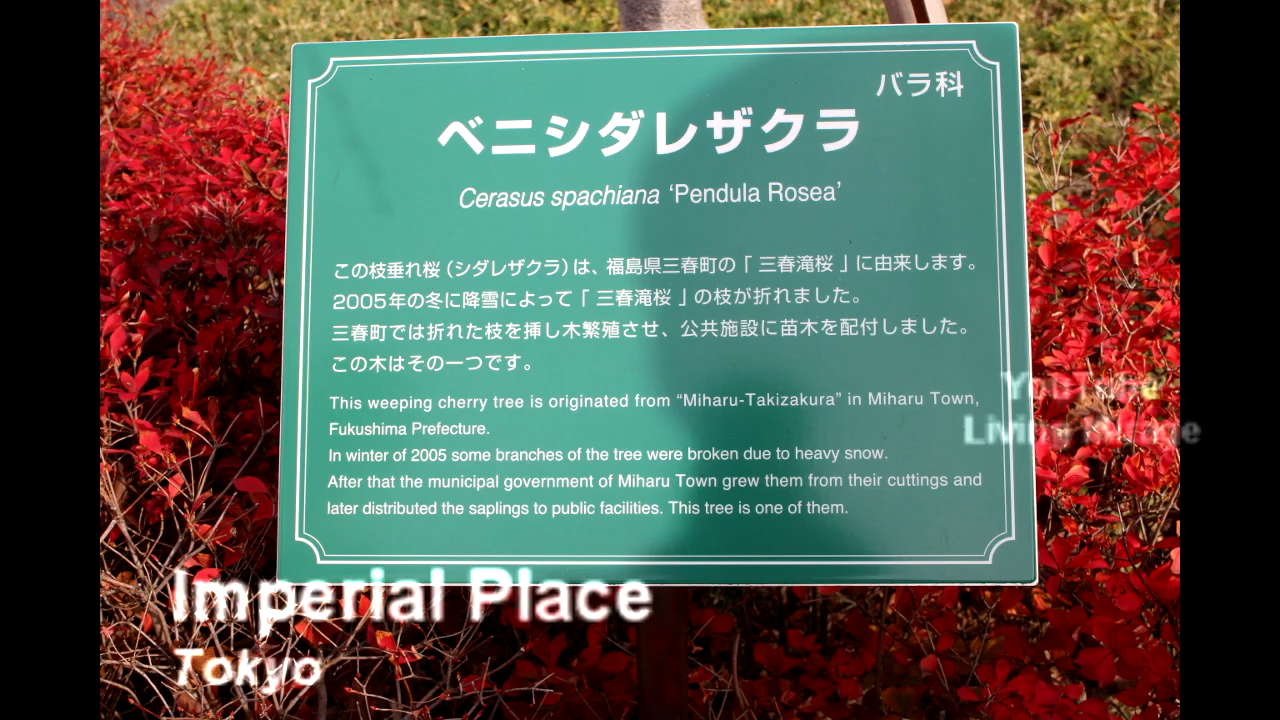 バラ科
ベニシダレザクラ
Cerasus spachiana ‘Pendula Rosea’
この枝垂れ桜（シダレザクラ）は、福島県三春町の「 三春滝桜 」に由来します。
2005年の冬に降雪によって「 三春滝桜 」の枝が折れました。
三春町では折れた枝を挿し木繁殖させ、公共施設に苗木を配付しました。
この木はその一つです。
This weeping cherry tree is originated from “Miharu-Takizakura” in Miharu Town,
Fukushima Prefecture.
In winter of 2005 some branches of the tree were broken due to heavy snow.
After that the municipal government of Miharu Town grew them from their cuttings and
later distributed the saplings to public facilities. This tree is one of them.
YouTube
Living
Imperial Place
Tokyo